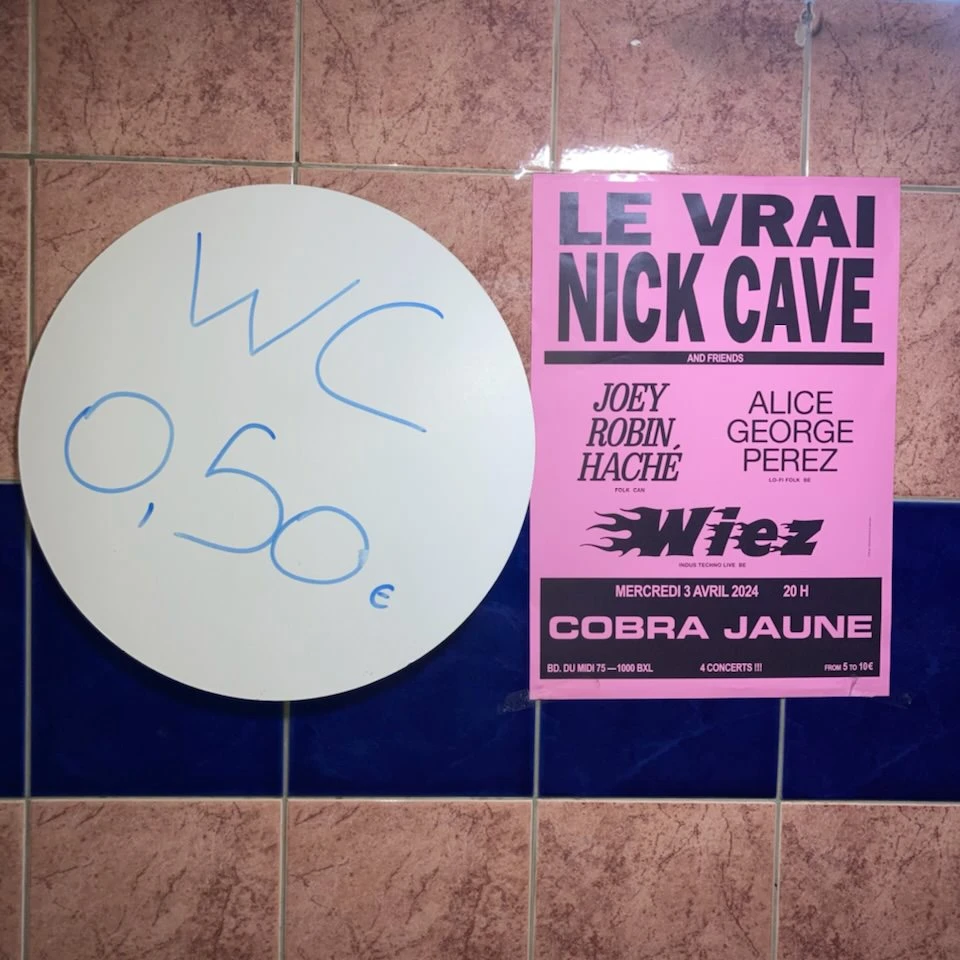 WC
0,50
€
LE VRAI
NICK CAVE
AND FRIENDS
JOEY
ROBIN
HACHÉ
FOLK CAN
ALICE
GEORGE
PEREZ
LO-FI FOLK BE
Wiez
INDUS TECHNO LIVE BE
MERCREDI 3 AVRIL 2024 20 H
COBRA JAUNE
BD. DU MIDI 75 — 1000 BXL 4 CONCERTS !!! FROM 5 TO 10€